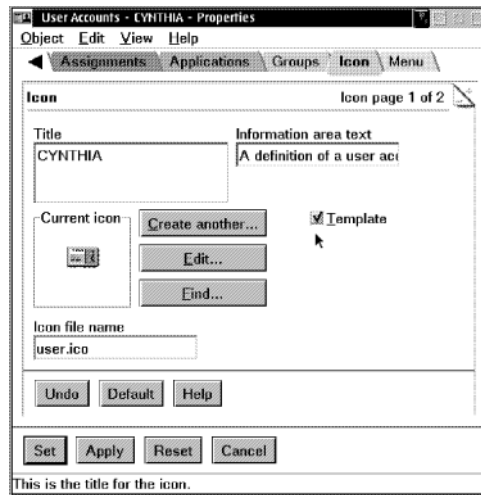 User Accounts - CYNTHIA - Properties
Object Edit View Help
Assignments Applications Groups Icon Menu
Icon Icon page 1 of 2
Title Information area text
CYNTHIA A definition of a user acc
Current icon Create another... Template
Edit...
Find...
Icon file name
user.ico
Undo Default Help
Set Apply Reset Cancel
This is the title for the icon.